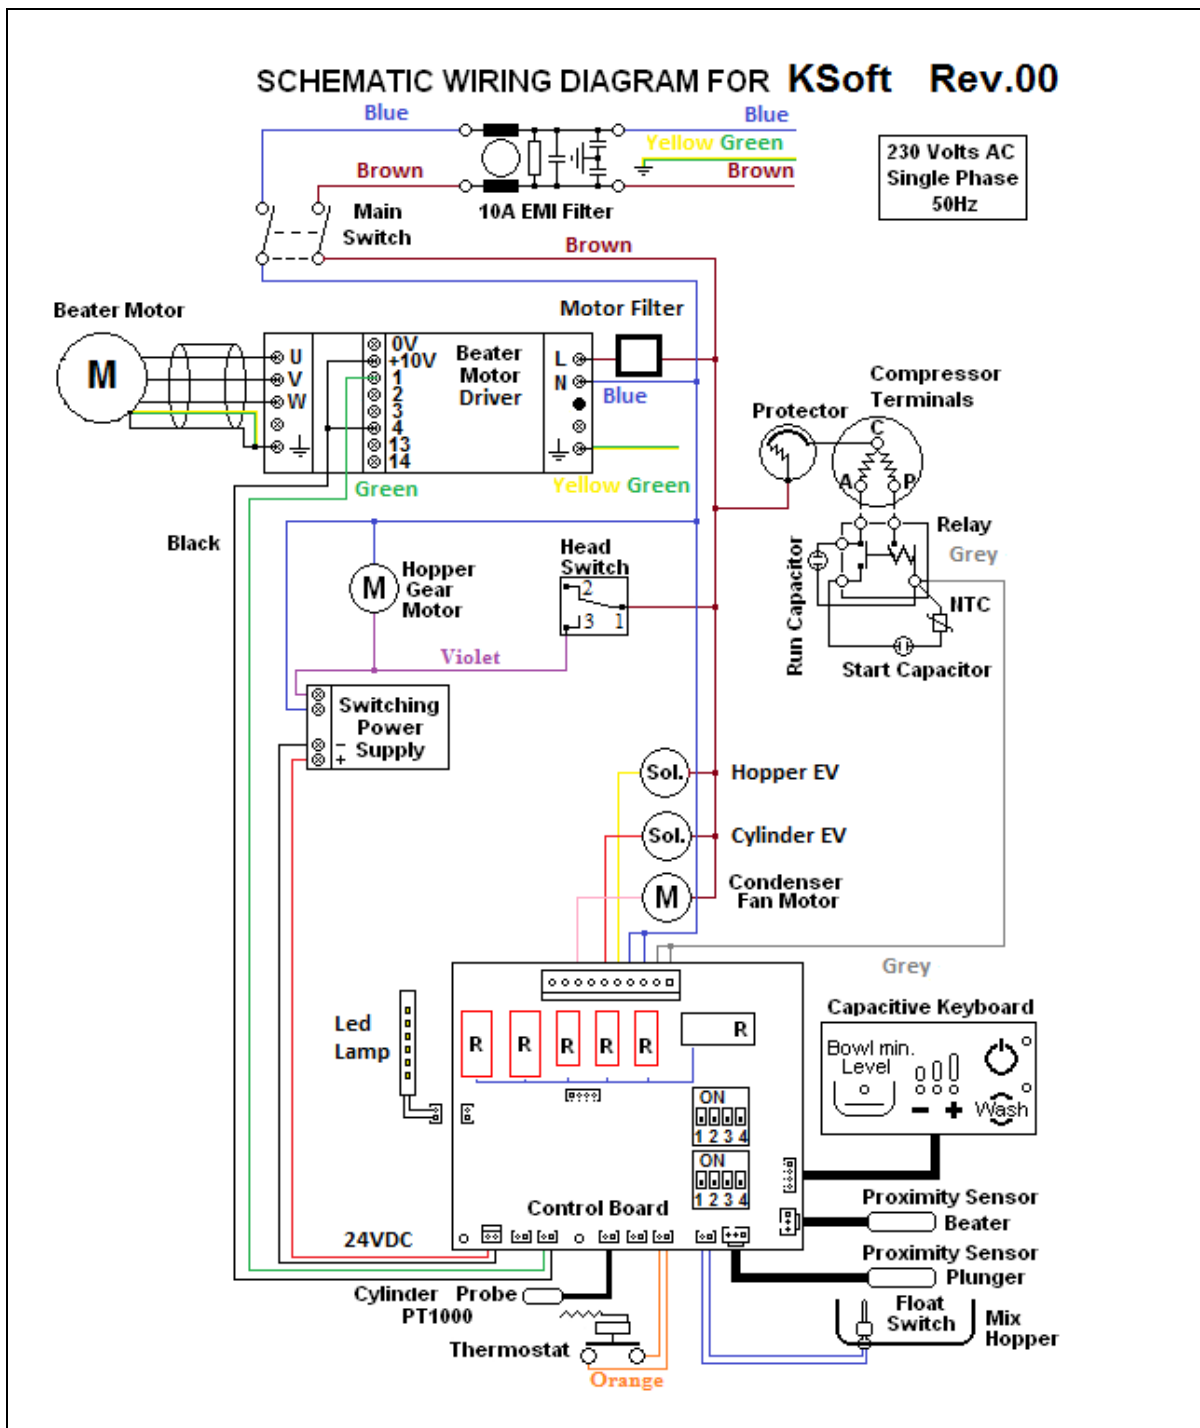 SCHEMATIC WIRING DIAGRAM FOR KSoft Rev.00
Blue
Blue
Yellow Green
Brown
Brown
230 Volts AC
Single Phase
50Hz
10A EMI Filter
Main
Switch
Brown
Beater Motor
M
U
V
W
0V
+10V
1
2
3
4
13
14
Beater
Motor
Driver
L
N
Motor Filter
Blue
Yellow Green
Green
Black
Compressor
Terminals
Protector
C
A
P
Relay
Grey
Run Capacitor
NTC
Start Capacitor
M
Hopper
Gear
Motor
Head
Switch
2
3
1
Violet
Switching
Power
Supply
–
+
Sol.
Hopper EV
Sol.
Cylinder EV
M
Condenser
Fan Motor
Grey
Led
Lamp
R
R
R
R
R
R
ON
1 2 3 4
ON
1 2 3 4
Control Board
Capacitive Keyboard
Bowl min.
Level
– +
Wash
Proximity Sensor
Beater
Proximity Sensor
Plunger
Float
Switch
Mix
Hopper
24VDC
Cylinder Probe
PT1000
Thermostat
Orange